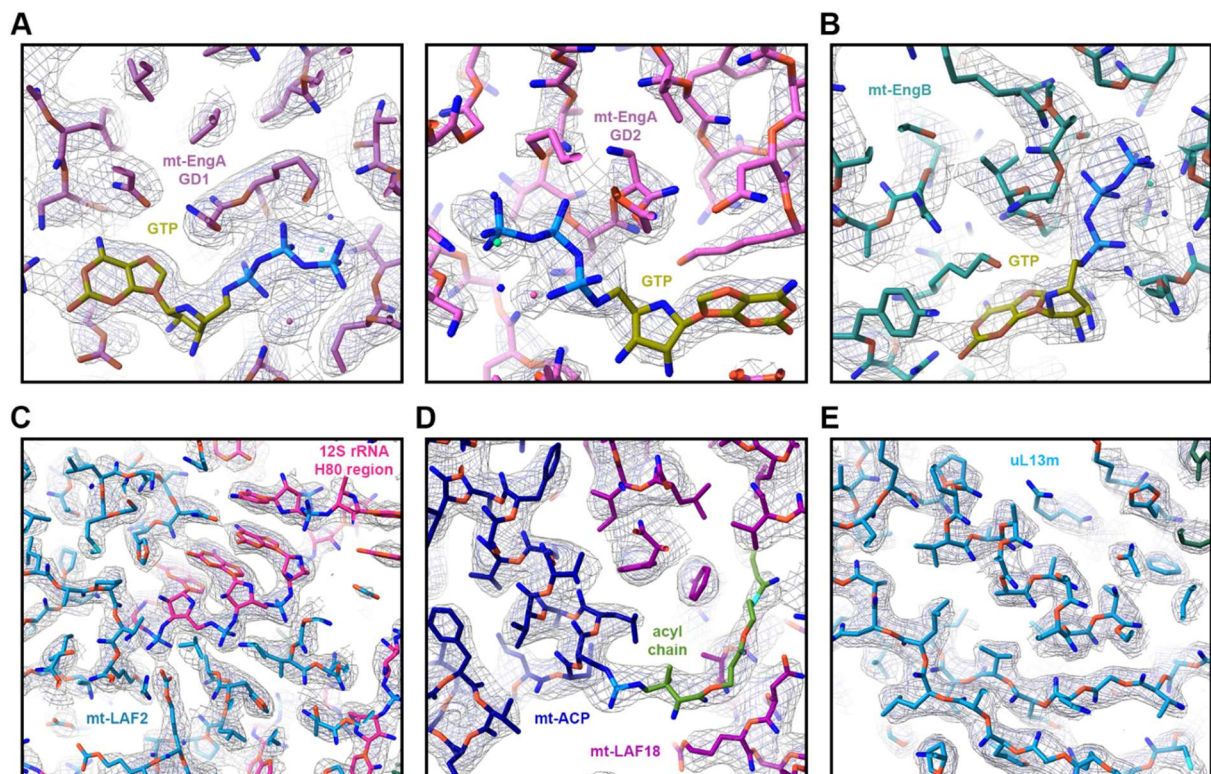 A
B
mt-EngA
GD1
GTP
mt-EngA
GD2
GTP
mt-EngB
GTP
C
D
E
12S rRNA
H80 region
mt-LAF2
acyl
chain
mt-ACP
mt-LAF18
uL13m